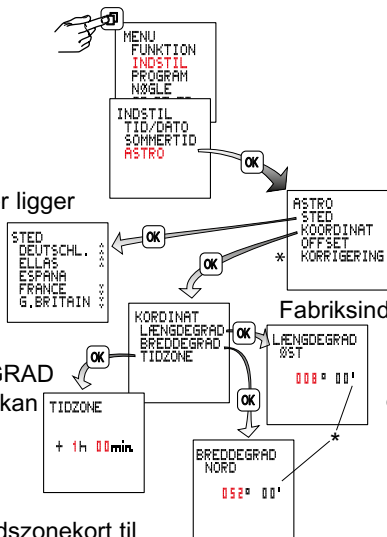 MENU
FUNKTION
INDSTIL
PROGRAM
NØGLE
INDSTIL
TID/DATO
SOMMERTID
ASTRO
OK
r ligger
ASTRO
STED
KOORDINAT
OFFSET
* KORRIGERING
STED
DEUTSCHL.
ELLAS
ESPAÑA
FRANCE
G.BRITAIN
OK
OK
Fabriksind
KORDINAT
LÆNGDEGRAD
BREDDEGRAD
TIDZONE
OK
LÆNGDEGRAD
ØST
008° 00'
OK
GRAD
kan
TIDZONE
+ 1h 00min.
OK
*
BREDDEGRAD
NORD
052° 00'
dszonekort til